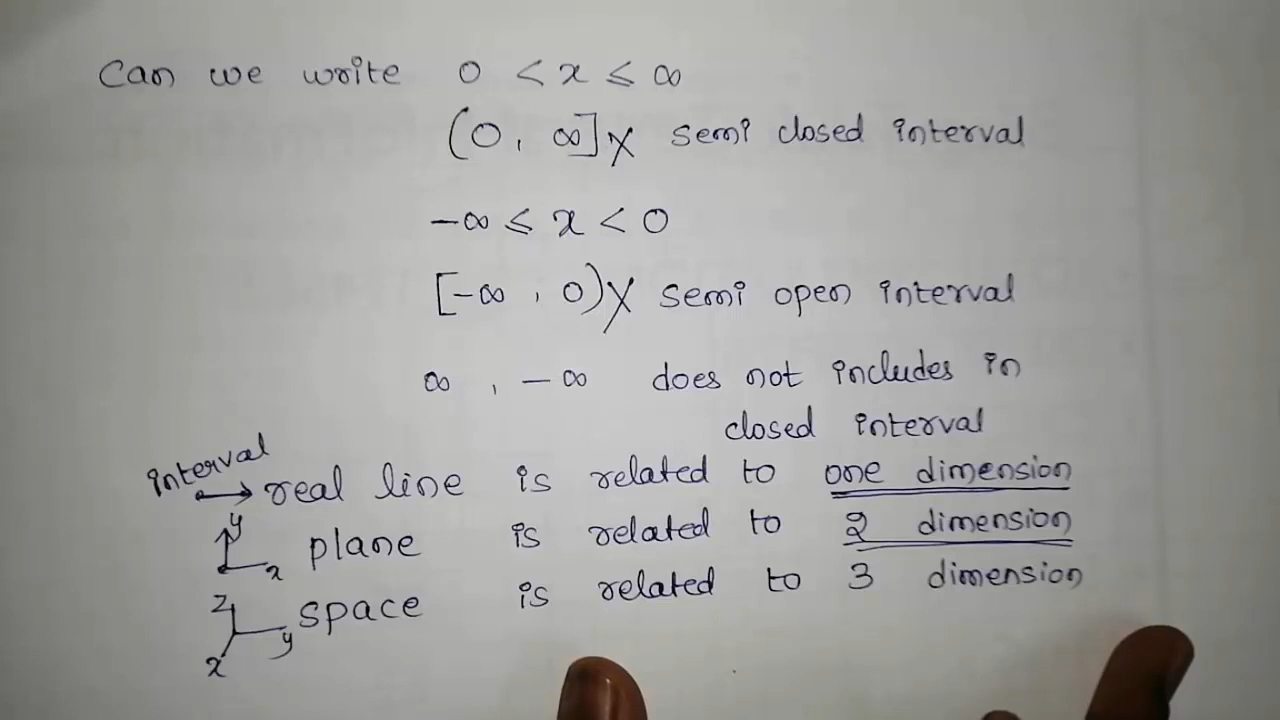 Can we write 0 < x ≤ ∞
(0, ∞] X semi closed interval
-∞ ≤ x < 0
[-∞, 0) X semi open interval
∞, -∞ does not includes in
closed interval
interval
→ real line is related to one dimension
y
x plane is related to 2 dimension
z
y space is related to 3 dimension
x